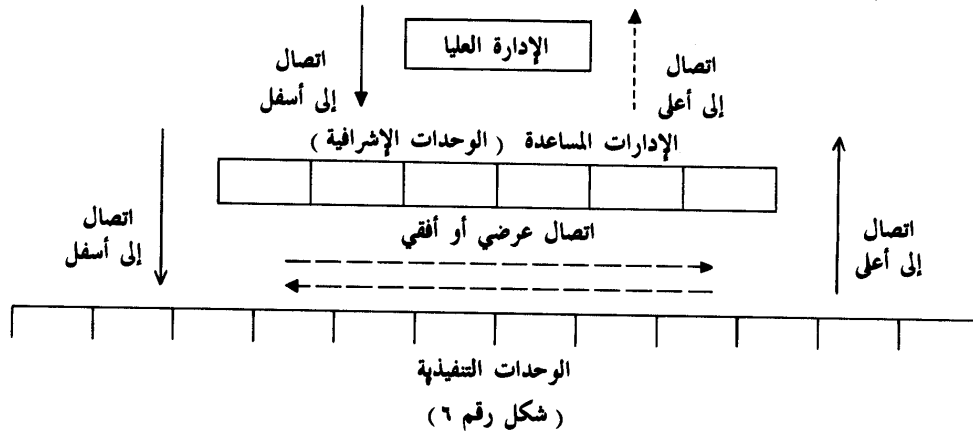 الإدارة العليا
اتصال
إلى أعلى
اتصال
إلى أسفل
الإدارات المساعدة ( الوحدات الإشرافية )
اتصال
إلى أعلى
اتصال عرضي أو أفقي
اتصال
إلى أسفل
الوحدات التنفيذية
( شكل رقم ٦ )